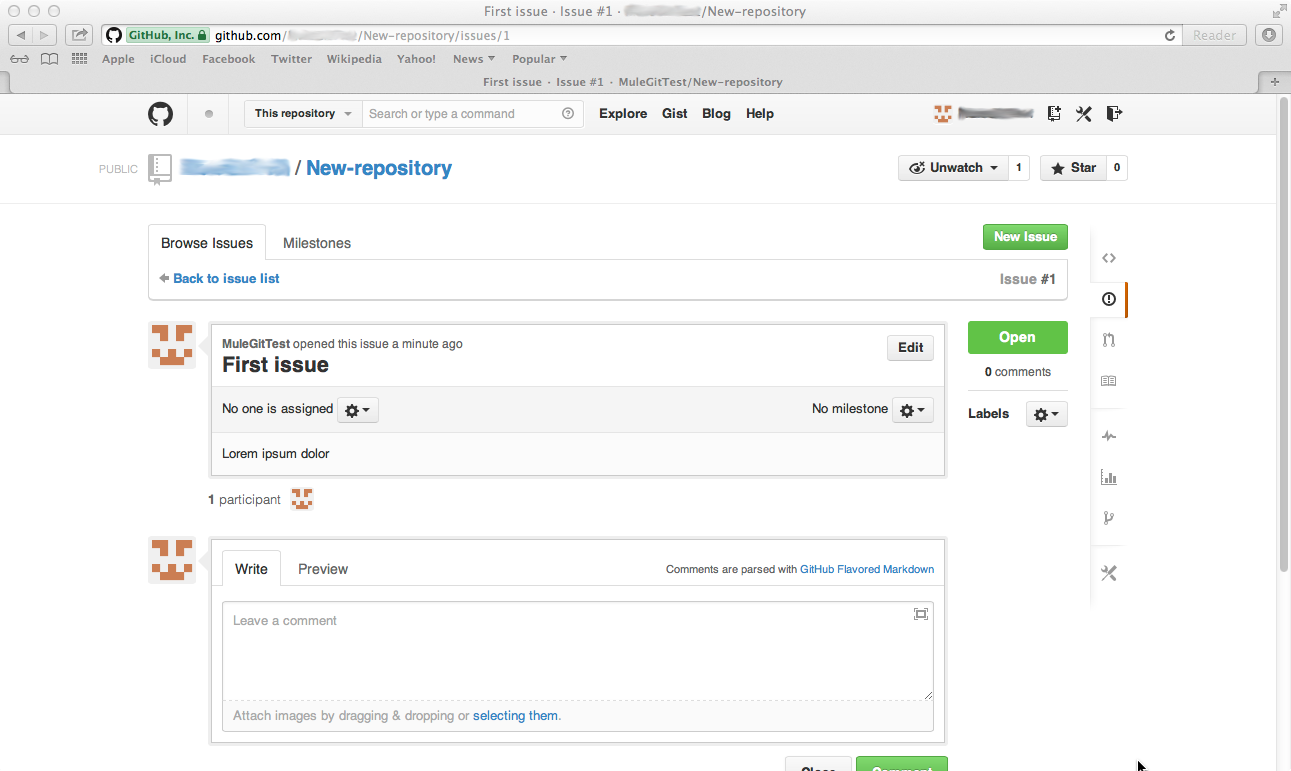 First issue · Issue #1 · /New-repository
GitHub, Inc. github.com/ /New-repository/issues/1 Reader
Apple iCloud Facebook Twitter Wikipedia Yahoo! News Popular
First issue · Issue #1 · MuleGitTest/New-repository
This repository Search or type a command Explore Gist Blog Help
PUBLIC / New-repository Unwatch 1 Star 0
Browse Issues Milestones New Issue
Back to issue list Issue #1
MuleGitTest opened this issue a minute ago Edit Open
First issue
0 comments
No one is assigned No milestone Labels
Lorem ipsum dolor
1 participant
Write Preview Comments are parsed with GitHub Flavored Markdown
Leave a comment
Attach images by dragging & dropping or selecting them.
Close Comment